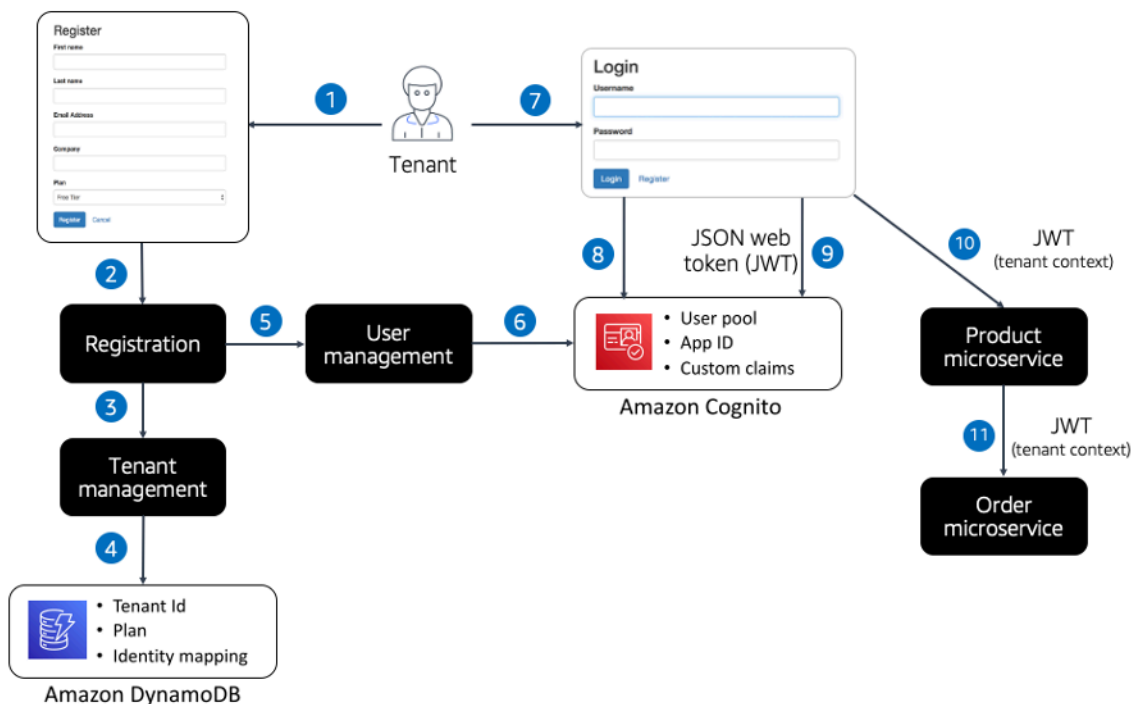 Register
First name
Last name
Email Address
Company
Plan
Free Tier
Register Cancel
1
Tenant
7
Login
Username
Password
Login Register
2
8
JSON web
token (JWT)
9
10
JWT
(tenant context)
Registration
5
User
management
6
• User pool
• App ID
• Custom claims
Amazon Cognito
Product
microservice
3
11
JWT
(tenant context)
Tenant
management
Order
microservice
4
• Tenant Id
• Plan
• Identity mapping
Amazon DynamoDB